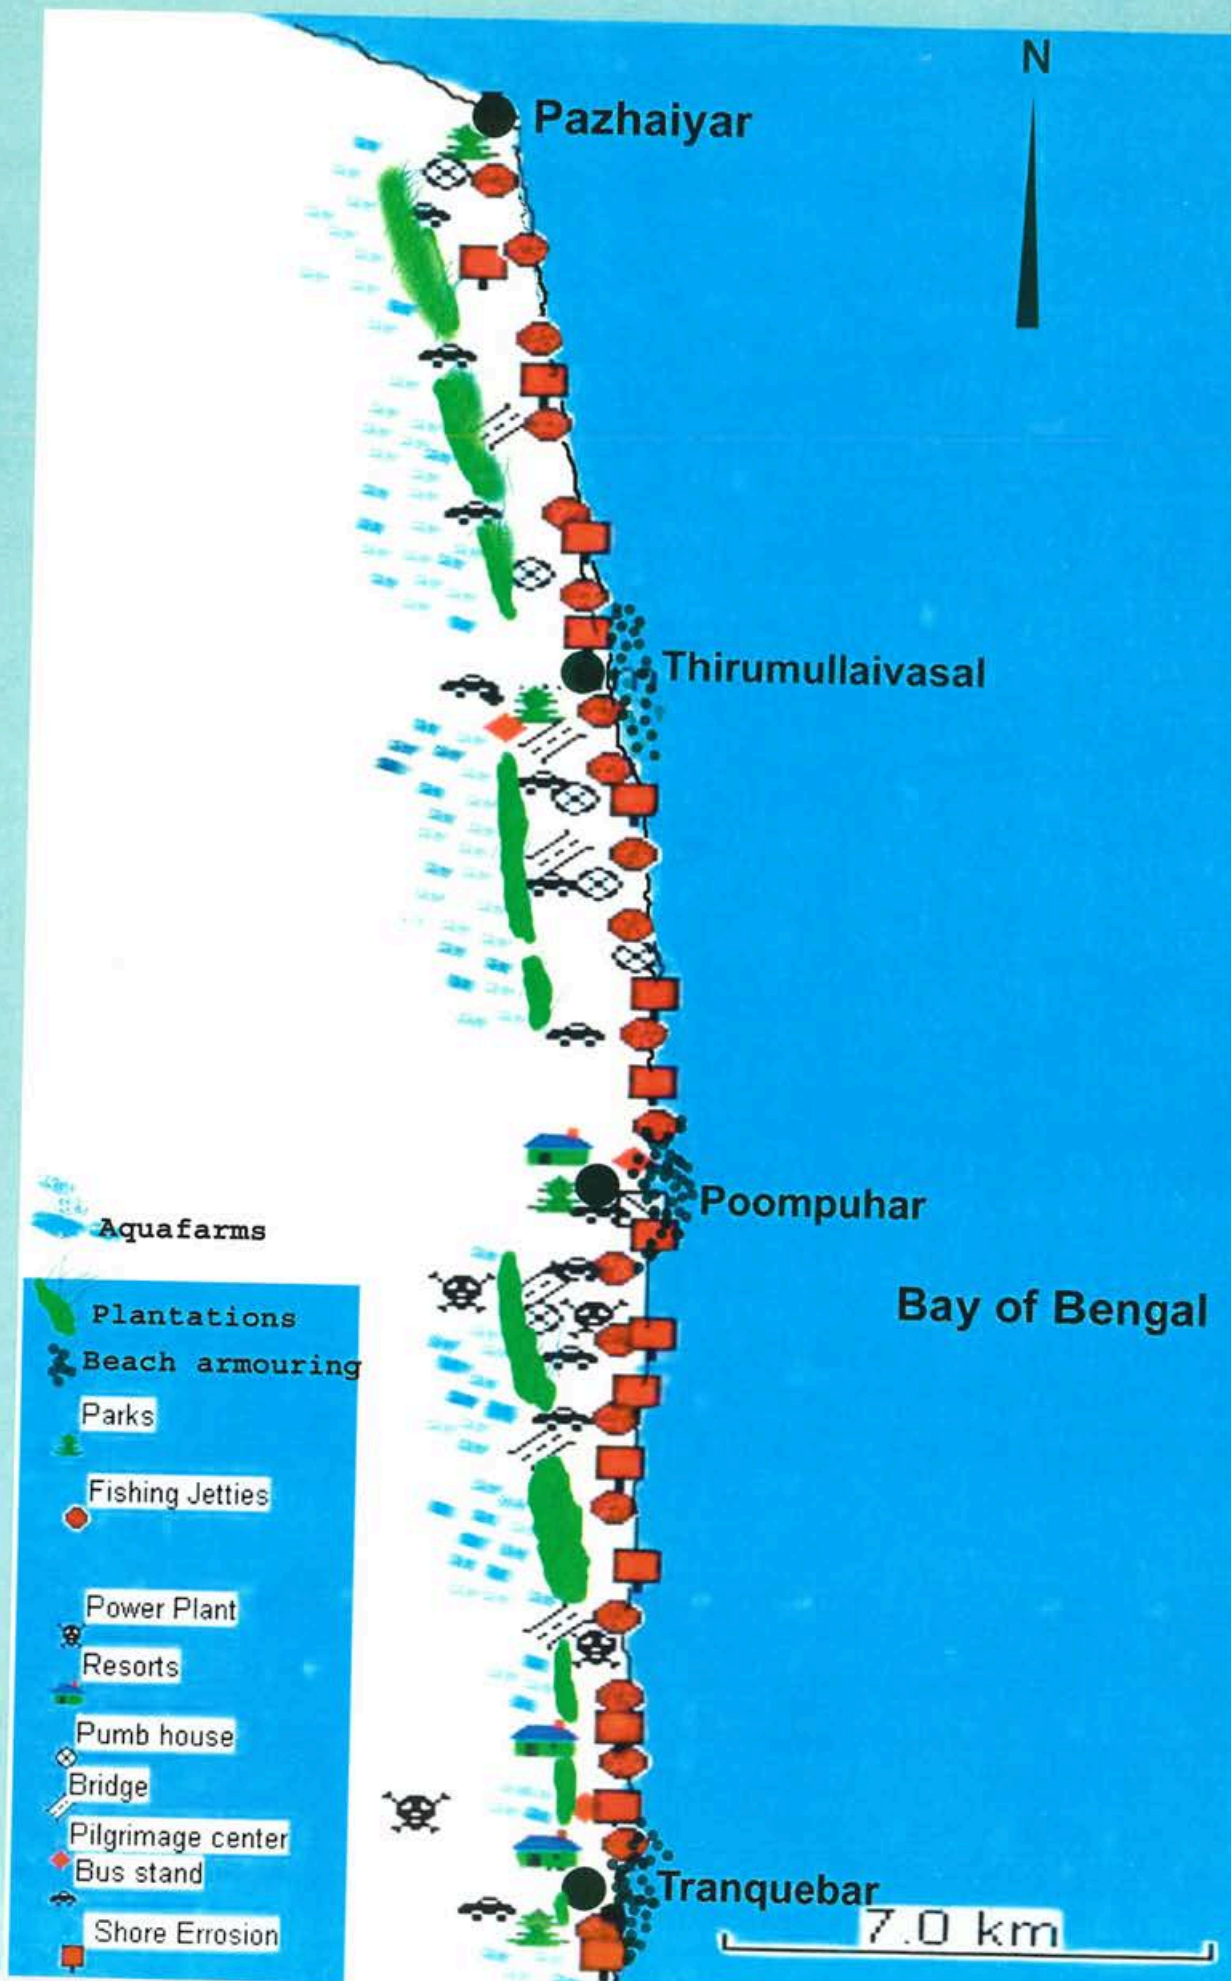 N
Pazhaiyar
Thirumullaivasal
Poompuhar
Bay of Bengal
Tranquebar
7.0 km
Aquafarms
Plantations
Beach armouring
Parks
Fishing Jetties
Power Plant
Resorts
Pumb house
Bridge
Pilgrimage center
Bus stand
Shore Errosion